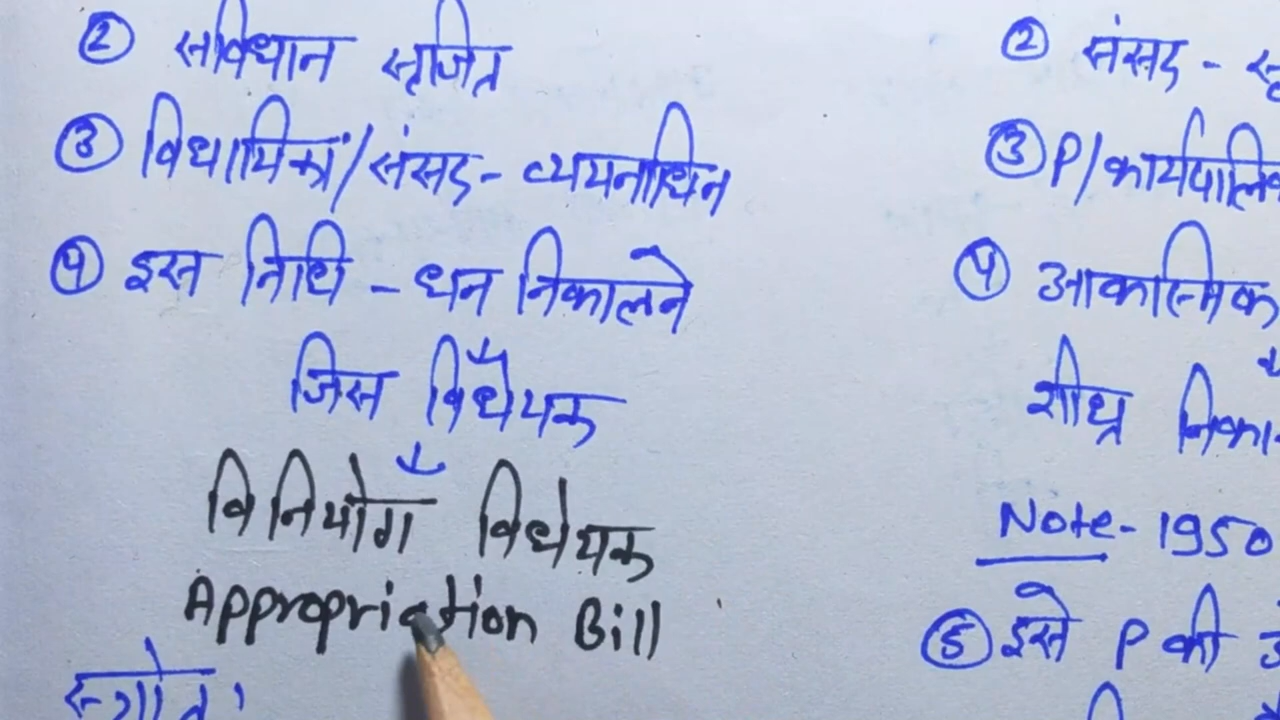 ② संविधान सृजित
③ विधायिका/संसद - व्ययनाधिन
④ इस निधि - धन निकालने
जिस विधेयक
विनियोग विधेयक
Appropriation Bill
स्त्रोत
② संसद -
③ P/कार्यपालि
④ आकस्मिक
शीघ्र
Note - 1950
⑤ इसे P की